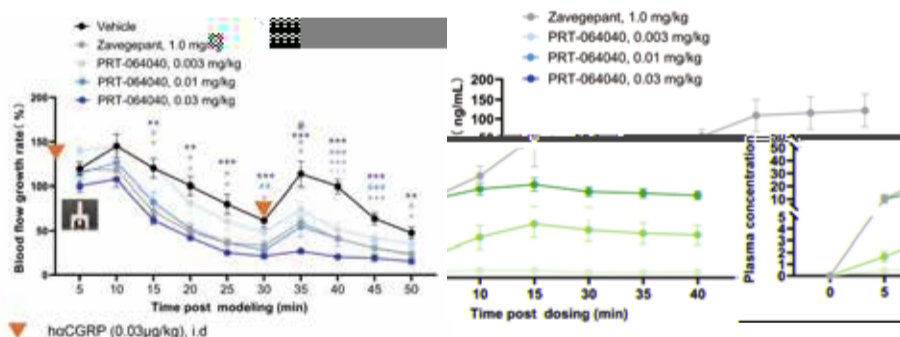 Vehicle
Zavegepant, 1.0 mg/kg
PRT-064040, 0.003 mg/kg
PRT-064040, 0.01 mg/kg
PRT-064040, 0.03 mg/kg
Blood flow growth rate (%)
200
150
100
50
0
***
5 10 15 20 25 30 35 40 45 50
Time post modeling (min)
hαCGRP (0.03μg/kg), i.d
Zavegepant, 1.0 mg/kg
PRT-064040, 0.003 mg/kg
PRT-064040, 0.01 mg/kg
PRT-064040, 0.03 mg/kg
( ng/mL)
200
150
100
50
10 15 30 35 40
Time post dosing (min)
Plasma concentration
50
40
30
20
10
5
4
2
1
0
0 5